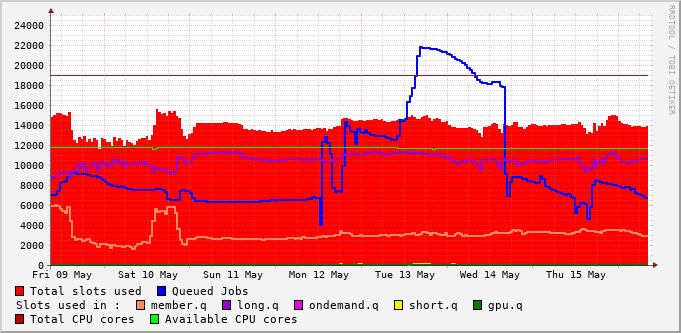 24000
22000
20000
18000
16000
14000
12000
10000
8000
6000
4000
2000
0
Fri 09 May Sat 10 May Sun 11 May Mon 12 May Tue 13 May Wed 14 May Thu 15 May
Total slots used Queued Jobs
Slots used in : member.q long.q ondemand.q short.q gpu.q
Total CPU cores Available CPU cores
RRDTOOL / TOBI OETIKER